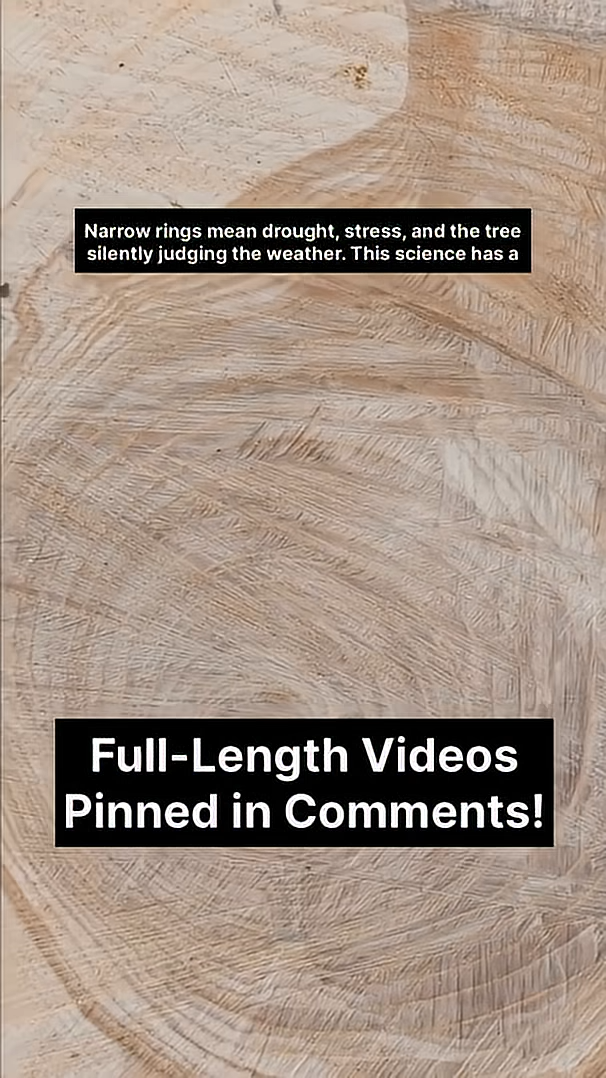 Narrow rings mean drought, stress, and the tree
silently judging the weather. This science has a
Full-Length Videos
Pinned in Comments!